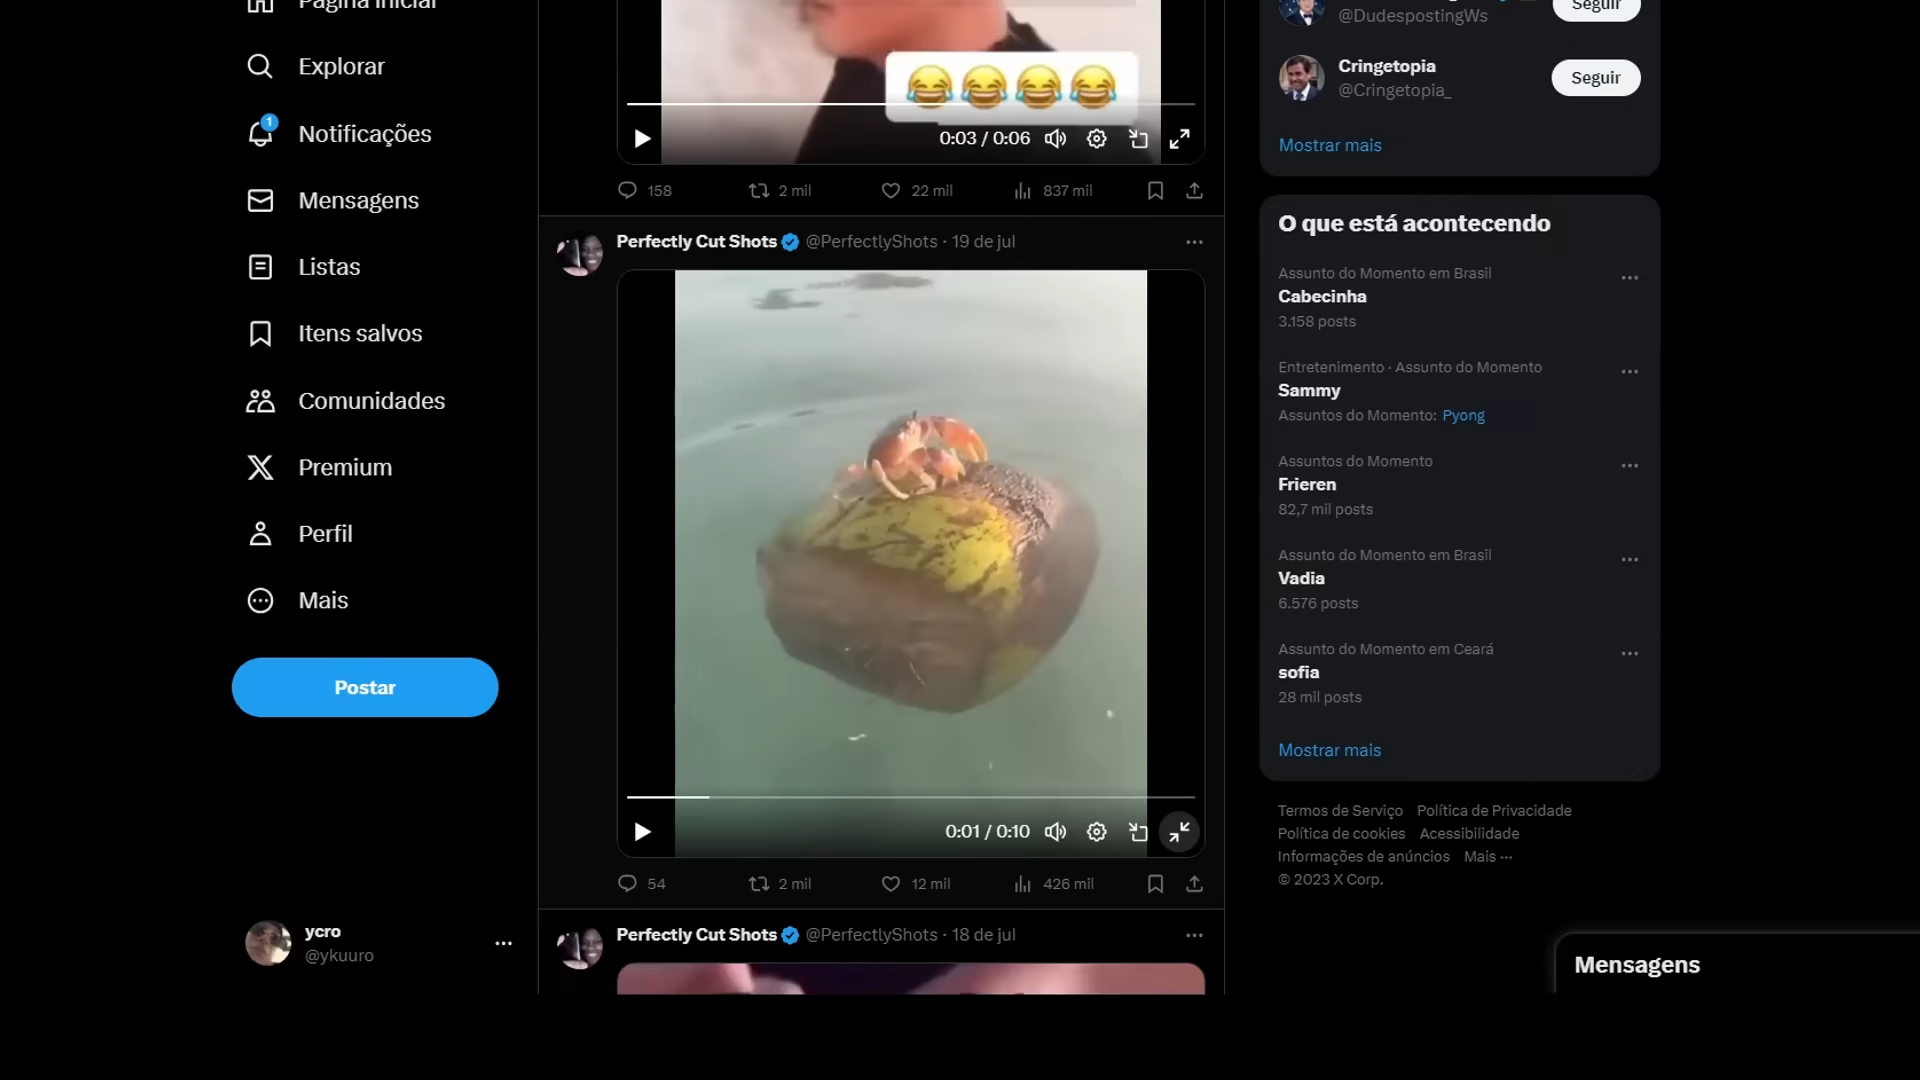 Página Inicial
Explorar
1
Notificações
Mensagens
Listas
Itens salvos
Comunidades
Premium
Perfil
Mais
Postar
ycro
@ykuuro
0:03 / 0:06
158
2 mil
22 mil
837 mil
Perfectly Cut Shots @PerfectlyShots · 19 de jul
0:01 / 0:10
54
2 mil
12 mil
426 mil
Perfectly Cut Shots @PerfectlyShots · 18 de jul
@DudespostingWs
Seguir
Cringetopia
@Cringetopia_
Seguir
Mostrar mais
O que está acontecendo
Assunto do Momento em Brasil
Cabecinha
3.158 posts
Entretenimento · Assunto do Momento
Sammy
Assuntos do Momento: Pyong
Assuntos do Momento
Frieren
82,7 mil posts
Assunto do Momento em Brasil
Vadia
6.576 posts
Assunto do Momento em Ceará
sofia
28 mil posts
Mostrar mais
Termos de Serviço Política de Privacidade
Política de cookies Acessibilidade
Informações de anúncios Mais ···
© 2023 X Corp.
Mensagens